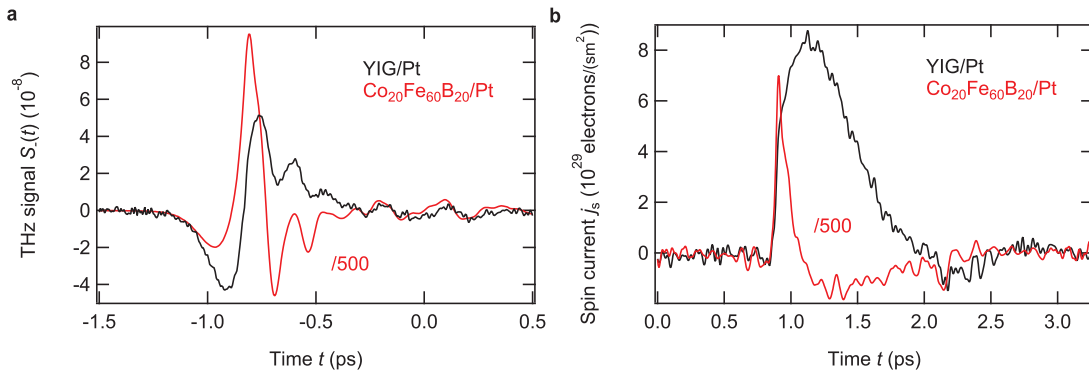 a
THz signal S₋(t) (10⁻⁸)
8
6
4
2
0
-2
-4
YIG/Pt
Co₂₀Fe₆₀B₂₀/Pt
/500
-1.5 -1.0 -0.5 0.0 0.5
Time t (ps)
b
Spin current jₛ (10²⁹ electrons/(sm²)
8
6
4
2
0
YIG/Pt
Co₂₀Fe₆₀B₂₀/Pt
/500
0.0 0.5 1.0 1.5 2.0 2.5 3.0
Time t (ps)